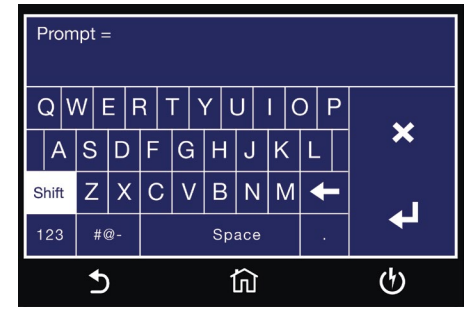 Prompt =
Q W E R T Y U I O P
A S D F G H J K L
Shift Z X C V B N M
123 #@- Space .